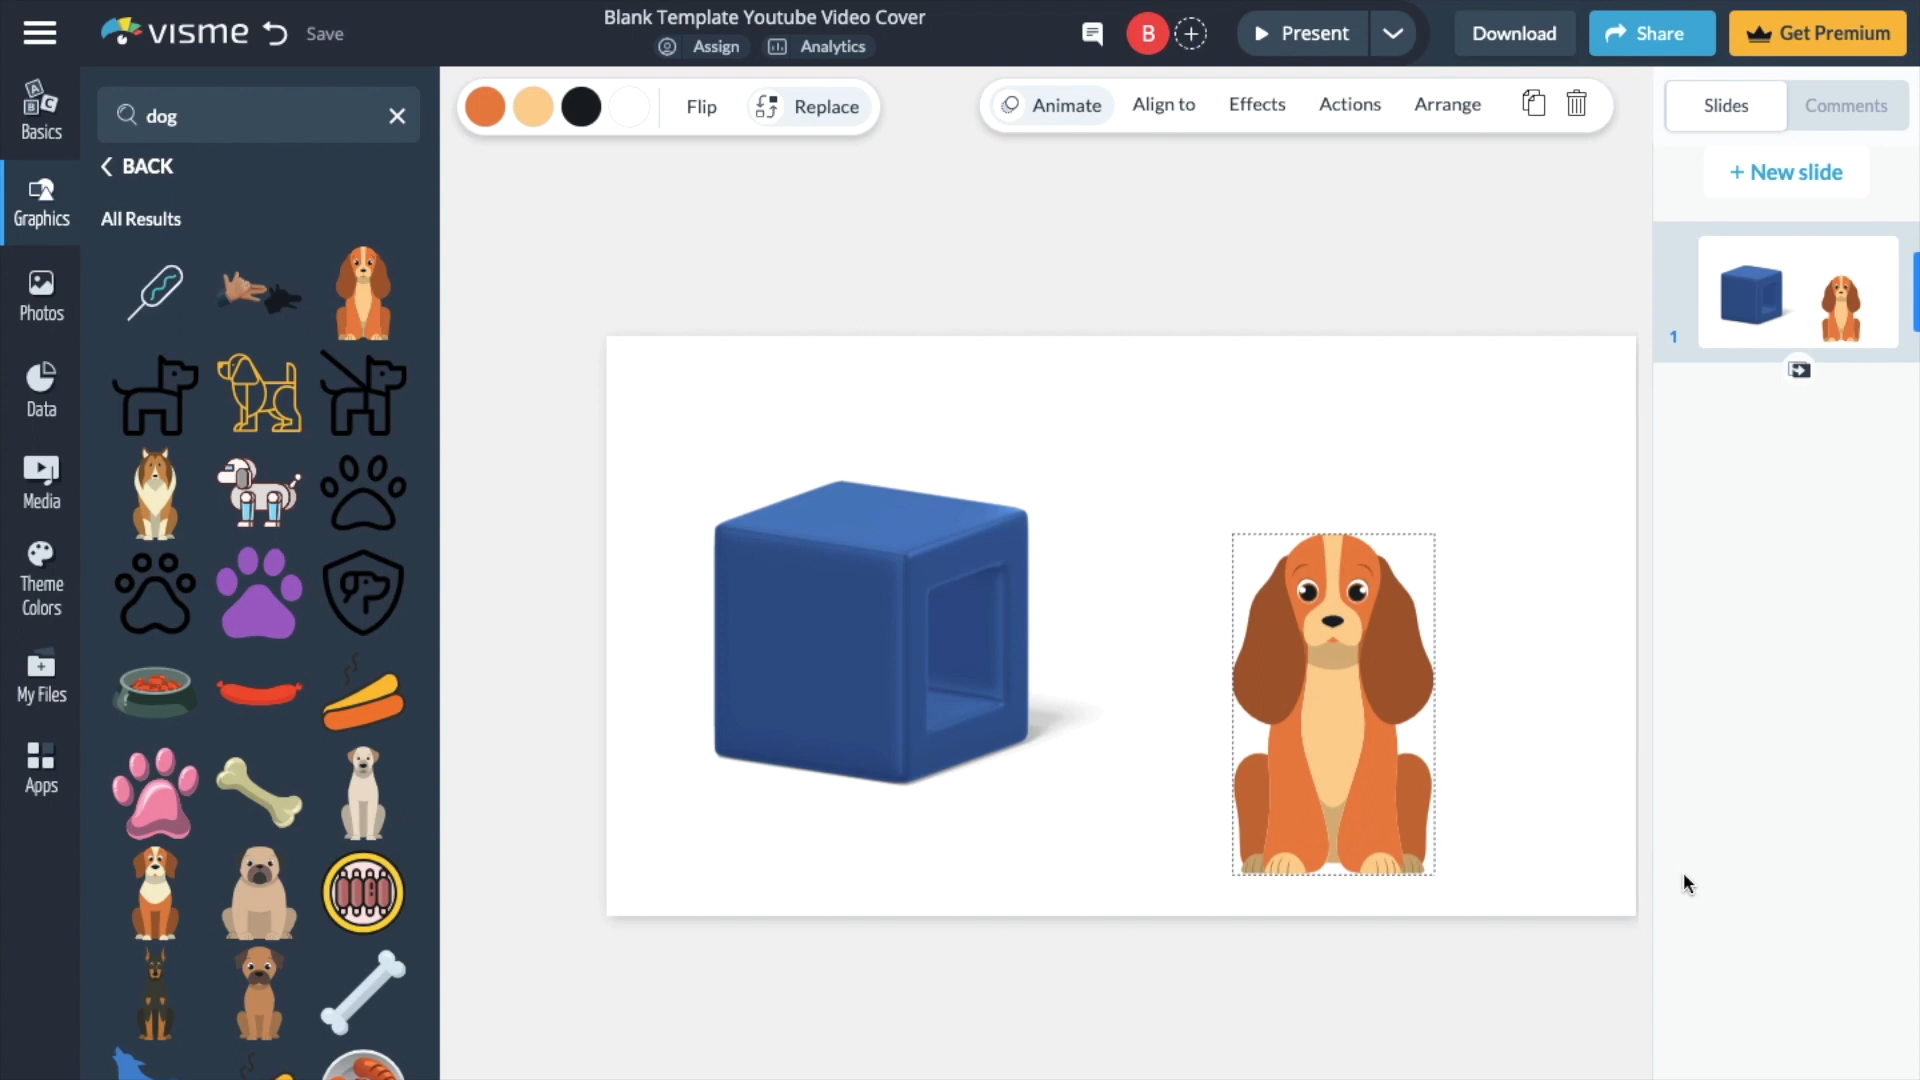 visme
Save
Blank Template Youtube Video Cover
Assign
Analytics
B
Present
Download
Share
Get Premium
A
B C
Basics
Graphics
Photos
Data
Media
Theme
Colors
My Files
Apps
dog
BACK
All Results
Flip
Replace
Animate
Align to
Effects
Actions
Arrange
Slides
Comments
+ New slide
1